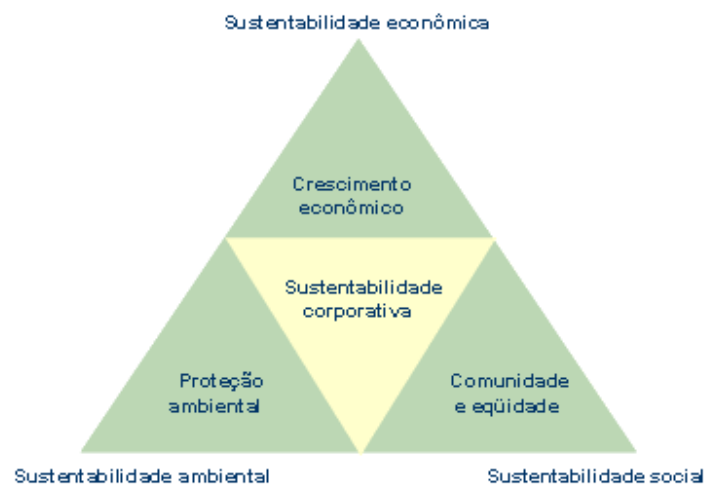 Sustentabilidade econômica
Crescimento
econômico
Sustentabilidade
corporativa
Proteção
ambiental
Comunidade
e eqüidade
Sustentabilidade ambiental
Sustentabilidade social